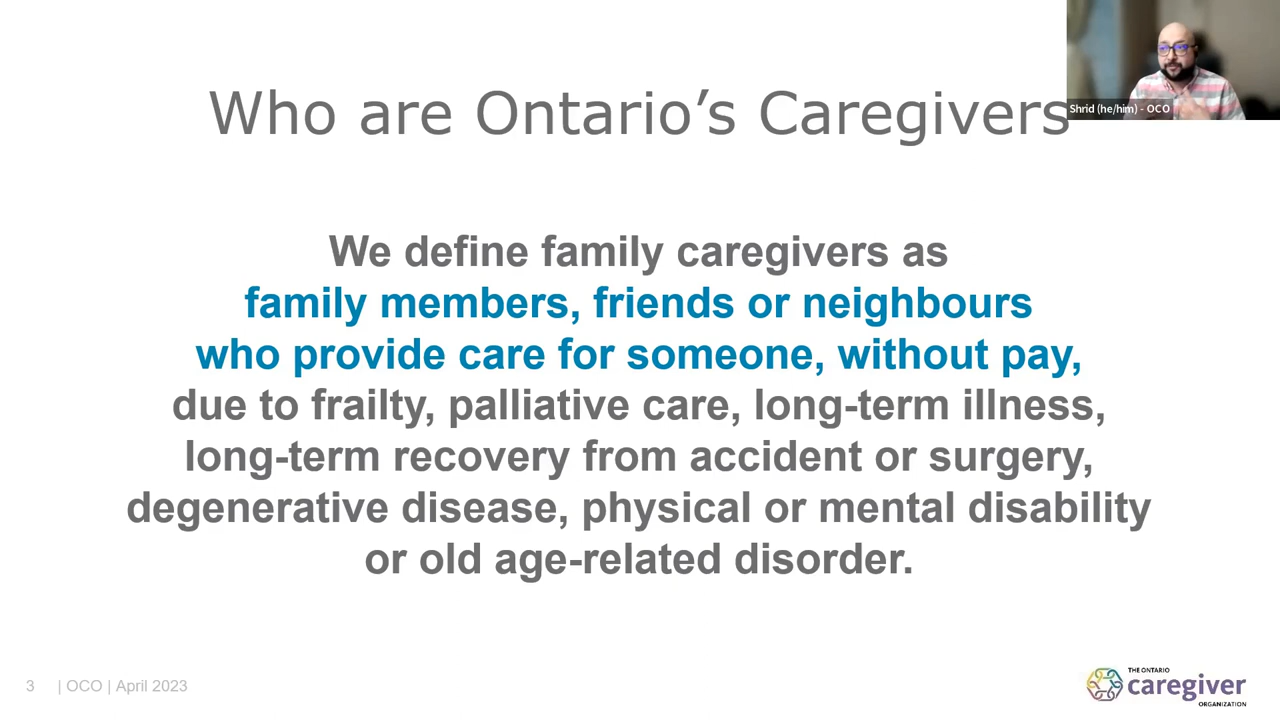 Who are Ontario’s Caregivers
Shrid (he/him) - OCO
We define family caregivers as
family members, friends or neighbours
who provide care for someone, without pay,
due to frailty, palliative care, long-term illness,
long-term recovery from accident or surgery,
degenerative disease, physical or mental disability
or old age-related disorder.
3 | OCO | April 2023
THE ONTARIO
caregiver
ORGANIZATION